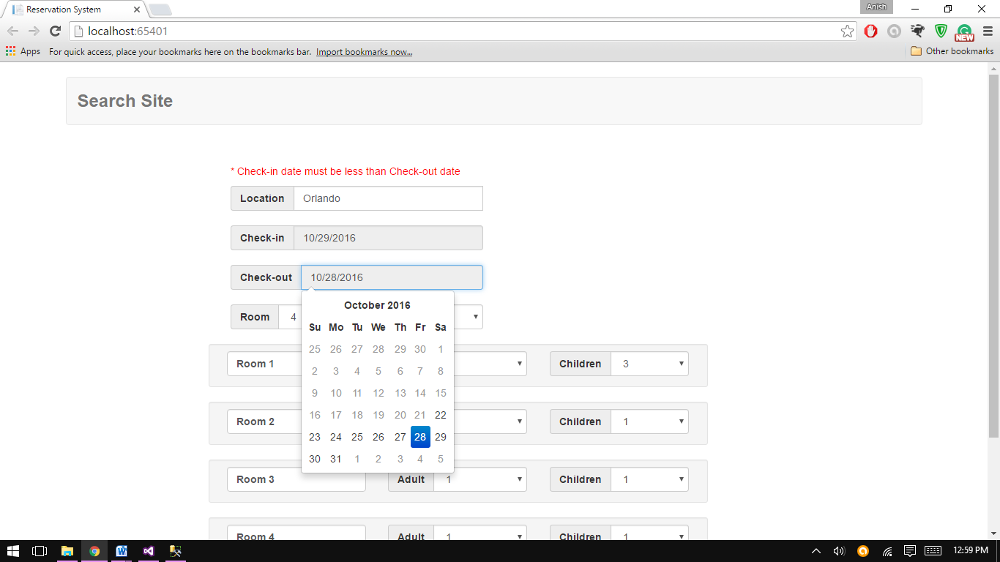 Reservation System
Anish
localhost:65401
NEW
Apps For quick access, place your bookmarks here on the bookmarks bar. Import bookmarks now... Other bookmarks
Search Site
* Check-in date must be less than Check-out date
Location Orlando
Check-in 10/29/2016
Check-out 10/28/2016
Room 4
October 2016
Su Mo Tu We Th Fr Sa
25 26 27 28 29 30 1
2 3 4 5 6 7 8
9 10 11 12 13 14 15
16 17 18 19 20 21 22
23 24 25 26 27 28 29
30 31 1 2 3 4 5
Room 1 Children 3
Room 2 Children 1
Room 3 Adult 1 Children 1
Room 4 Adult 1 Children 1
12:59 PM